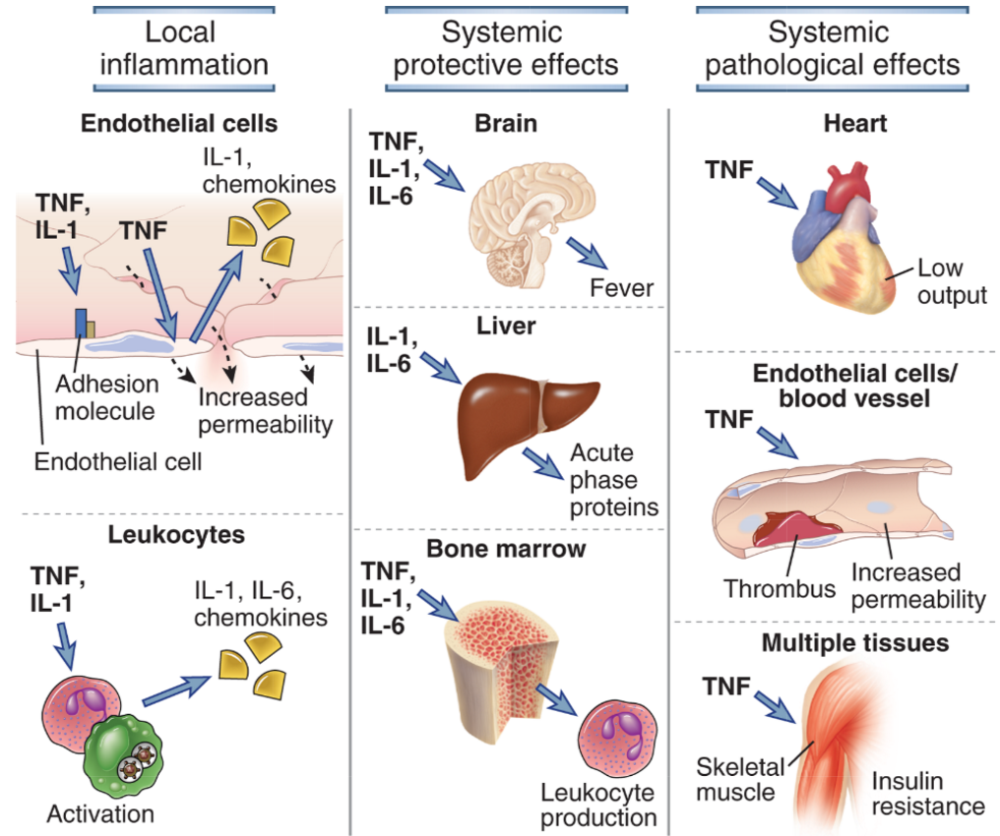 Local
inflammation
Endothelial cells
IL-1,
chemokines
TNF,
IL-1
TNF
Adhesion
molecule
Increased
permeability
Endothelial cell
Leukocytes
TNF,
IL-1
IL-1, IL-6,
chemokines
Activation
Systemic
protective effects
Brain
TNF,
IL-1,
IL-6
Fever
Liver
IL-1,
IL-6
Acute
phase
proteins
Bone marrow
TNF,
IL-1,
IL-6
Leukocyte
production
Systemic
pathological effects
Heart
TNF
Low
output
Endothelial cells/
blood vessel
TNF
Thrombus
Increased
permeability
Multiple tissues
TNF
Skeletal
muscle
Insulin
resistance